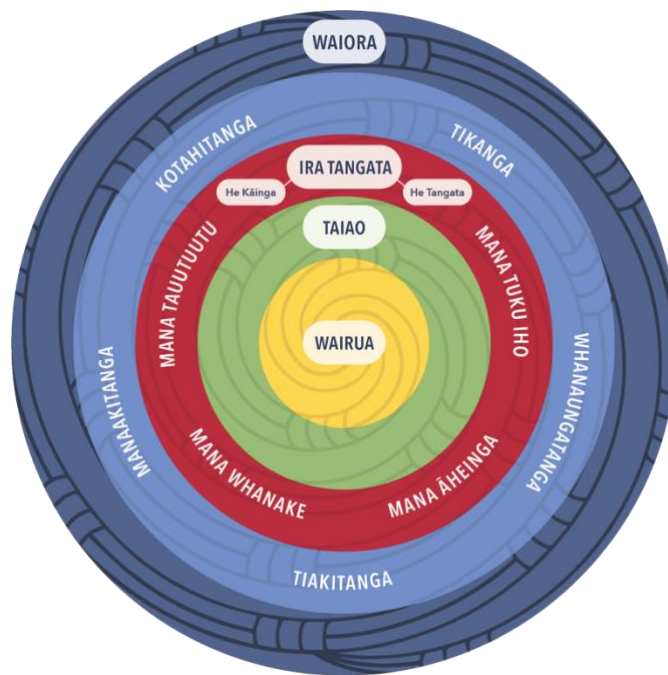 WAIORA
KOTAHITANGA
TIKANGA
IRA TANGATA
He Kāinga
He Tangata
TAIAO
MANA TAUUTUUTU
MANA TUKU IHO
WAIRUA
MANAAKITANGA
WHANAUNGATANGA
MANA WHANAKE
MANA ĀHEINGA
TIAKITANGA